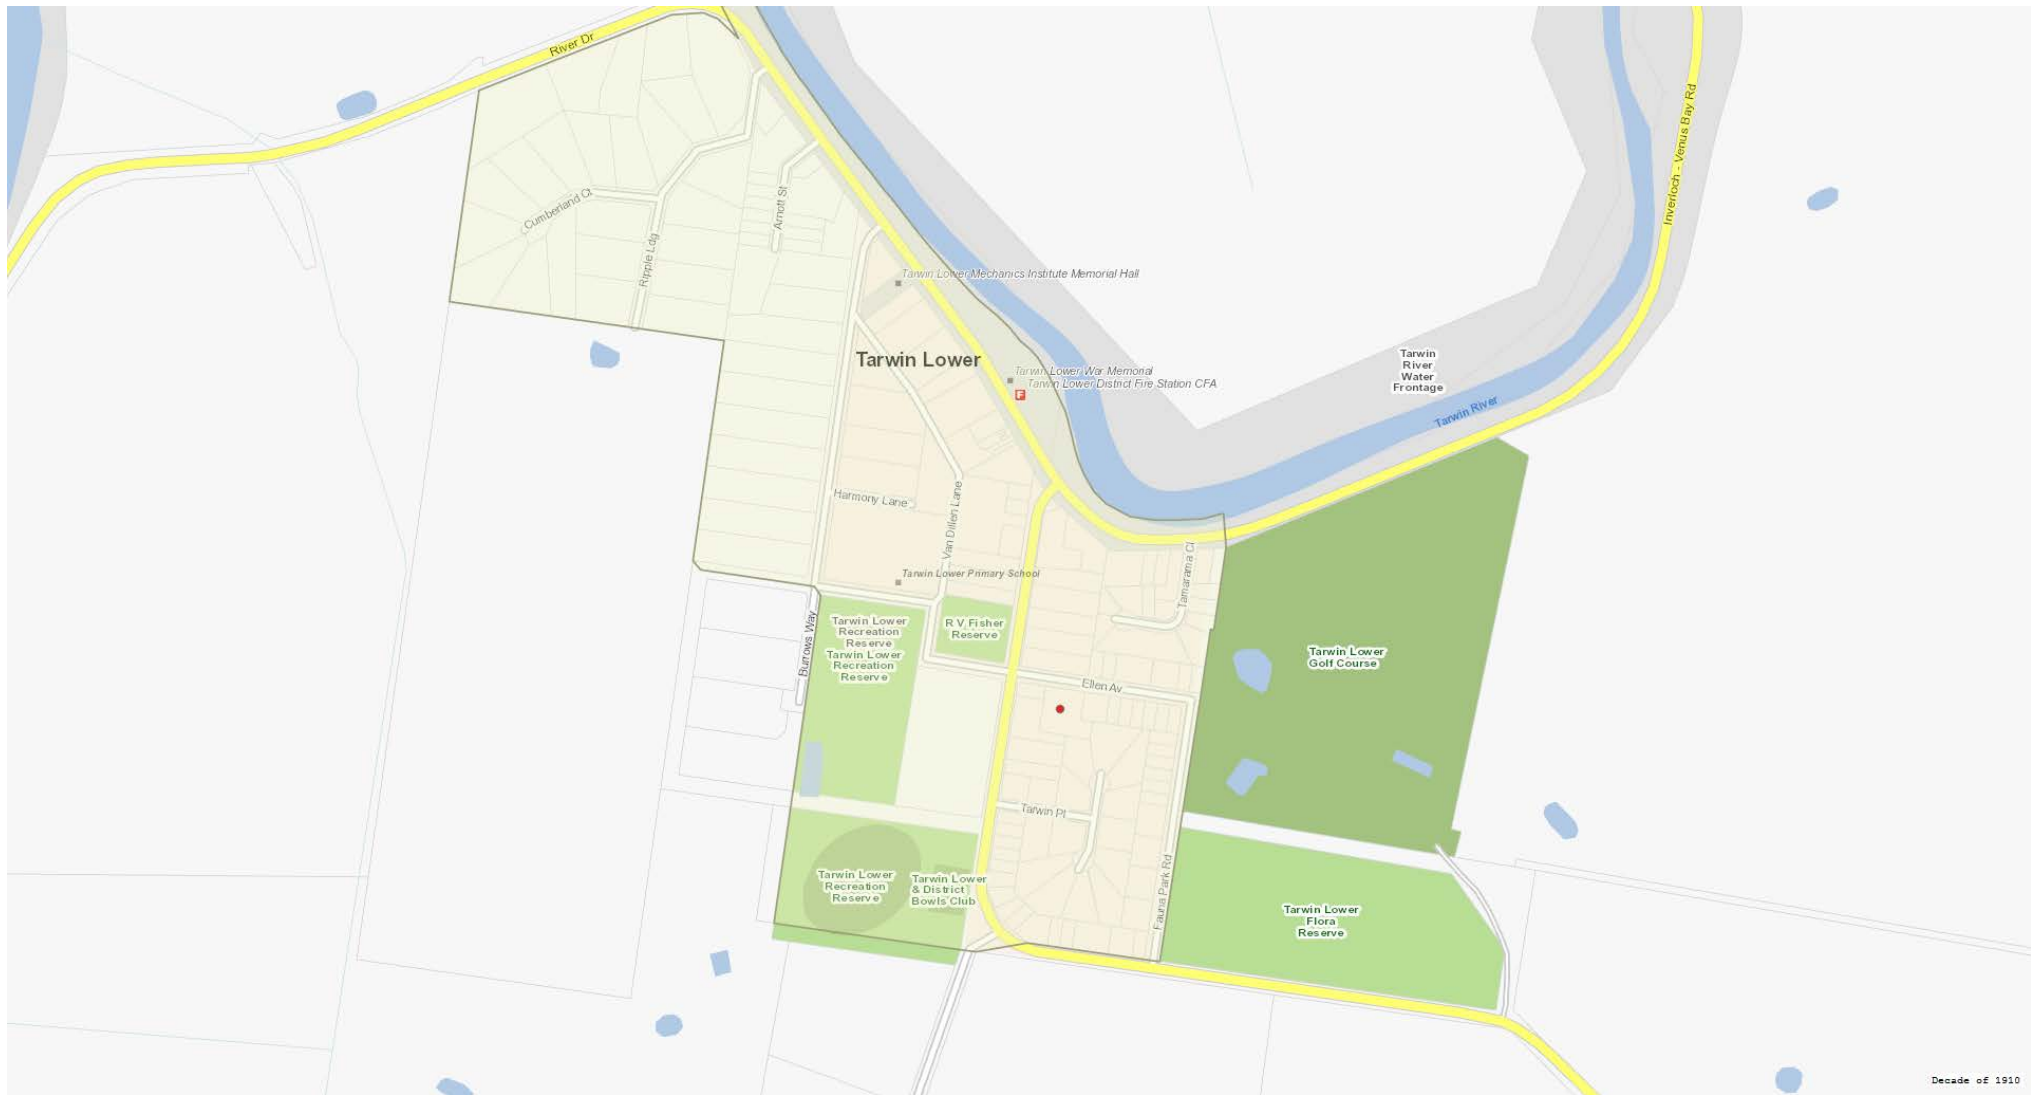 River Dr
Inverloch - Venus Bay Rd
Cumberland Ct
Arnott St
Ripple Ldg
Tarwin Lower Mechanics Institute Memorial Hall
Tarwin Lower
Tarwin Lower War Memorial
Tarwin Lower District Fire Station CFA
F
Tarwin
River
Water
Frontage
Tarwin River
Harmony Lane
Van Dillen Lane
Tamarama Cl
Tarwin Lower Primary School
Burrows Way
Tarwin Lower
Recreation
Reserve
Tarwin Lower
Recreation
Reserve
R V Fisher
Reserve
Tarwin Lower
Golf Course
Ellen Av
Tarwin Pl
Fauna Park Rd
Tarwin Lower
Recreation
Reserve
Tarwin Lower
& District
Bowls Club
Tarwin Lower
Flora
Reserve
Decade of 1910